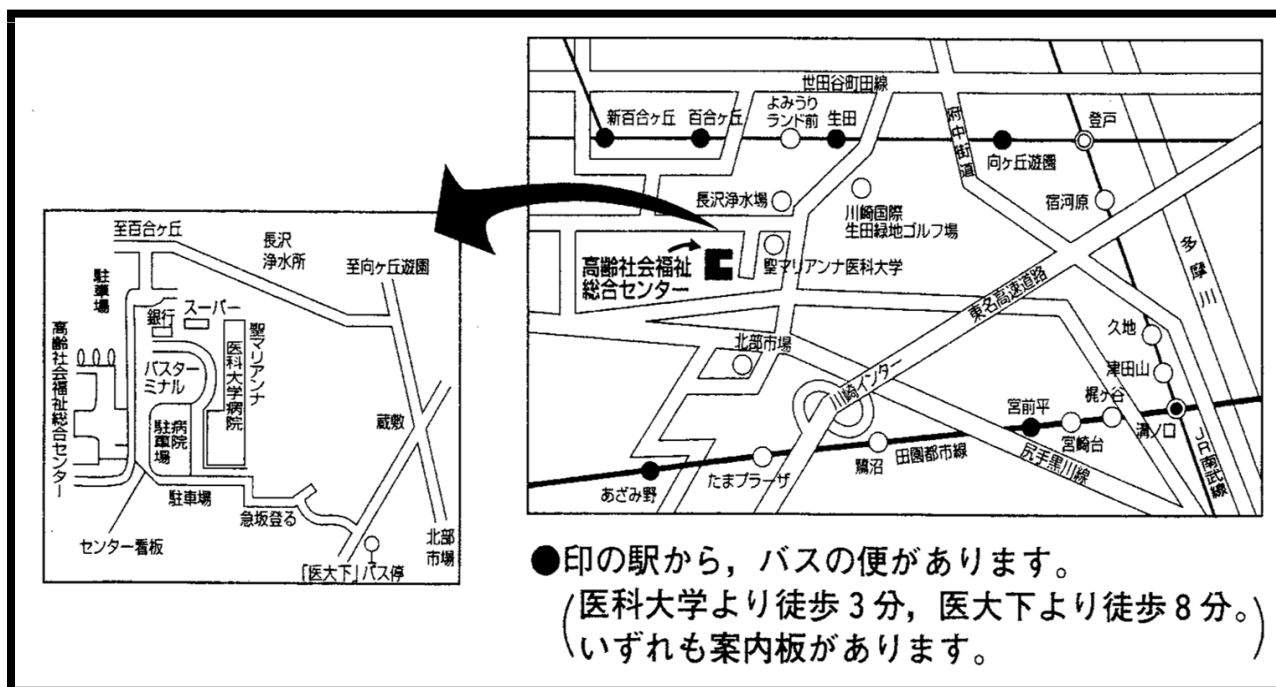 世田谷町田線
新百合ヶ丘
百合ヶ丘
よみうり
ランド前
生田
府中街道
登戸
向ヶ丘遊園
宿河原
長沢浄水場
川崎国際
生田緑地ゴルフ場
多摩川
高齢社会福祉
総合センター
聖マリアンナ医科大学
東名高速道路
北部市場
川崎インター
久地
津田山
梶ヶ谷
宮前平
宮崎台
溝ノ口
鷺沼
田園都市線
たまプラーザ
あざみ野
尻手黒川線
JR南武線
至百合ヶ丘
長沢
浄水所
至向ヶ丘遊園
駐車場
銀行
スーパー
高齢社会福祉総合センター
バスター
ミナル
聖マリアンナ
医科大学病院
蔵敷
病院
駐車場
駐車場
急坂登る
センター看板
北部
市場
「医大下」バス停
●印の駅から，バスの便があります。
(医科大学より徒歩3分，医大下より徒歩8分。
いずれも案内板があります。)